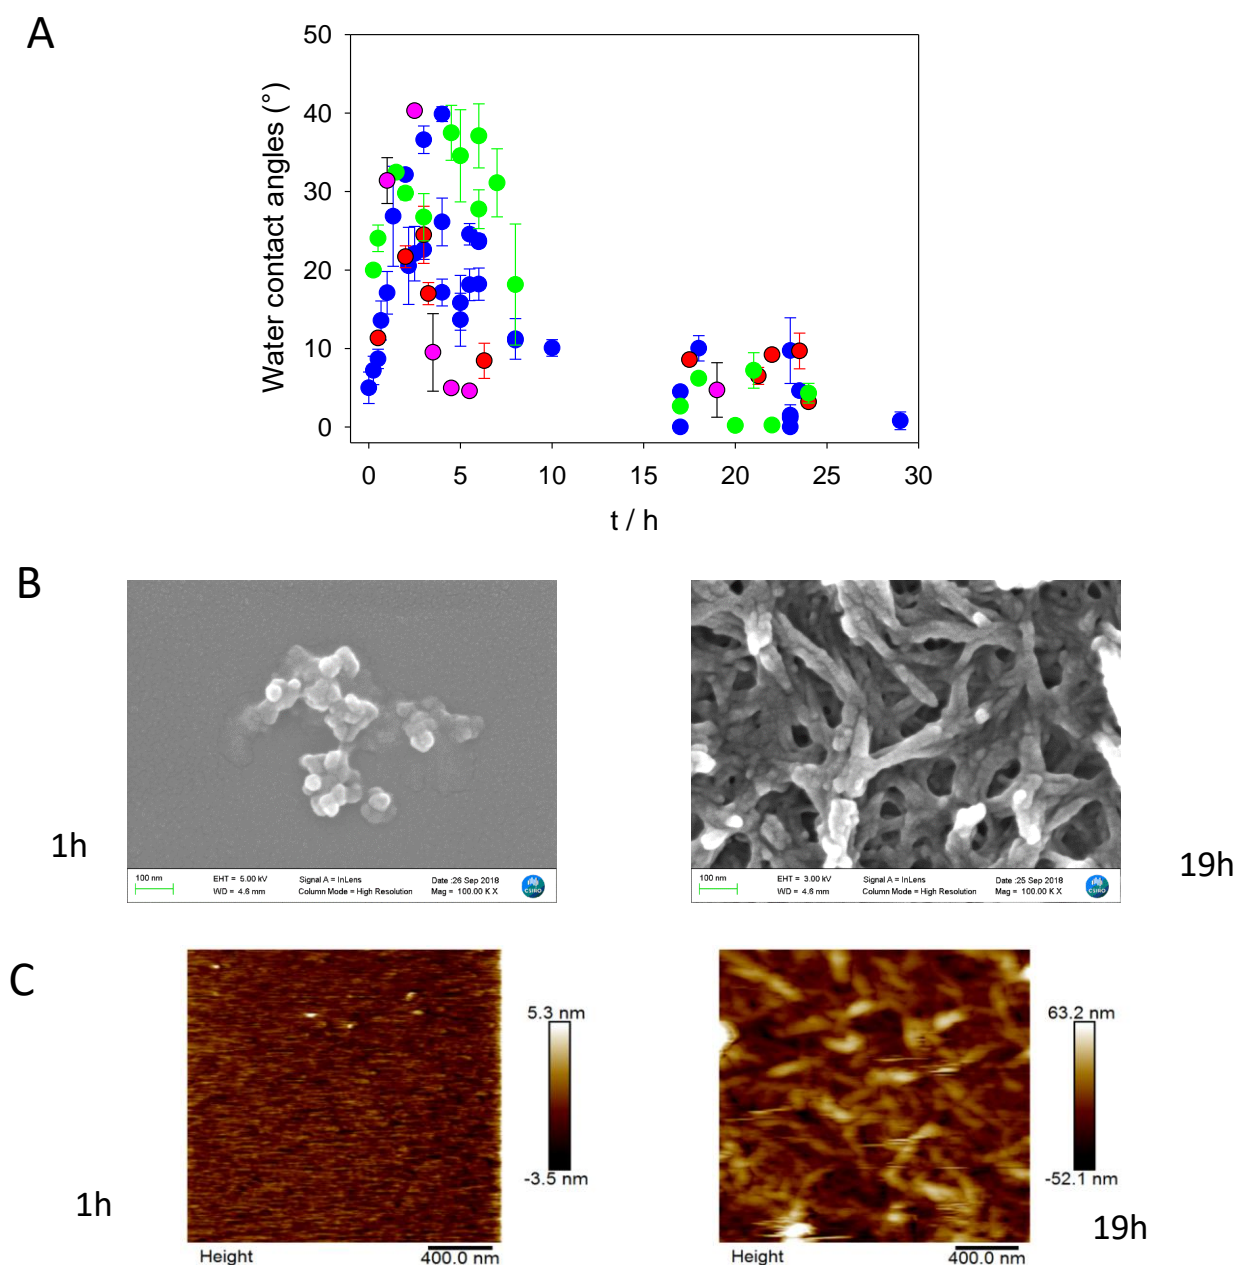 A
50
40
30
20
10
0
Water contact angles (°)
0 5 10 15 20 25 30
t / h
B
1h
100 nm
EHT = 5.00 kV
WD = 4.6 mm
Signal A = InLens
Column Mode = High Resolution
Date :26 Sep 2018
Mag = 100.00 K X
CSIRO
100 nm
EHT = 3.00 kV
WD = 4.6 mm
Signal A = InLens
Column Mode = High Resolution
Date :25 Sep 2018
Mag = 100.00 K X
CSIRO
19h
C
1h
5.3 nm
-3.5 nm
Height
400.0 nm
63.2 nm
-52.1 nm
19h
Height
400.0 nm